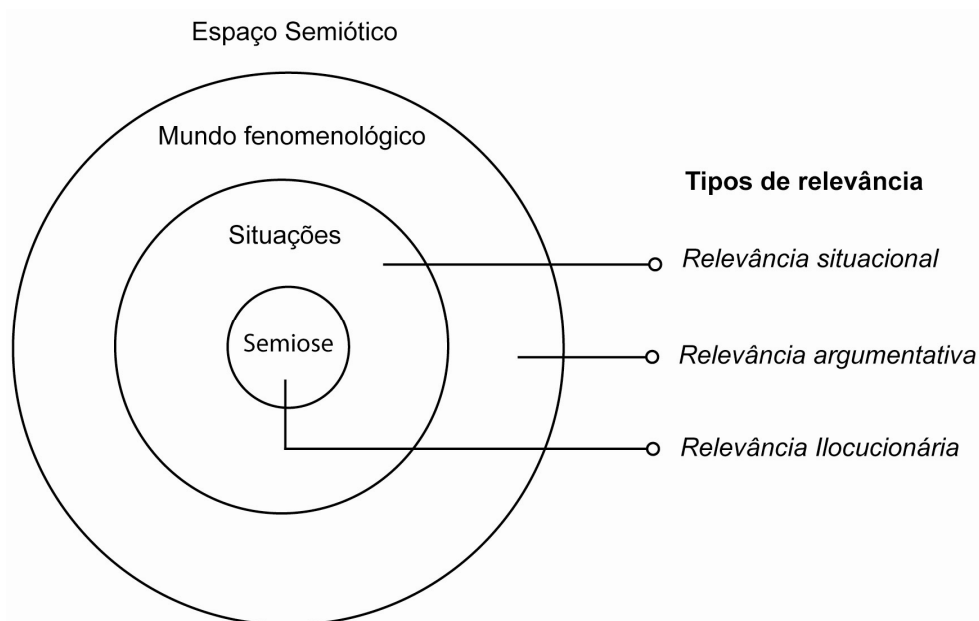 Espaço Semiótico
Mundo fenomenológico
Situações
Semiose
Tipos de relevância
Relevância situacional
Relevância argumentativa
Relevância Ilocucionária